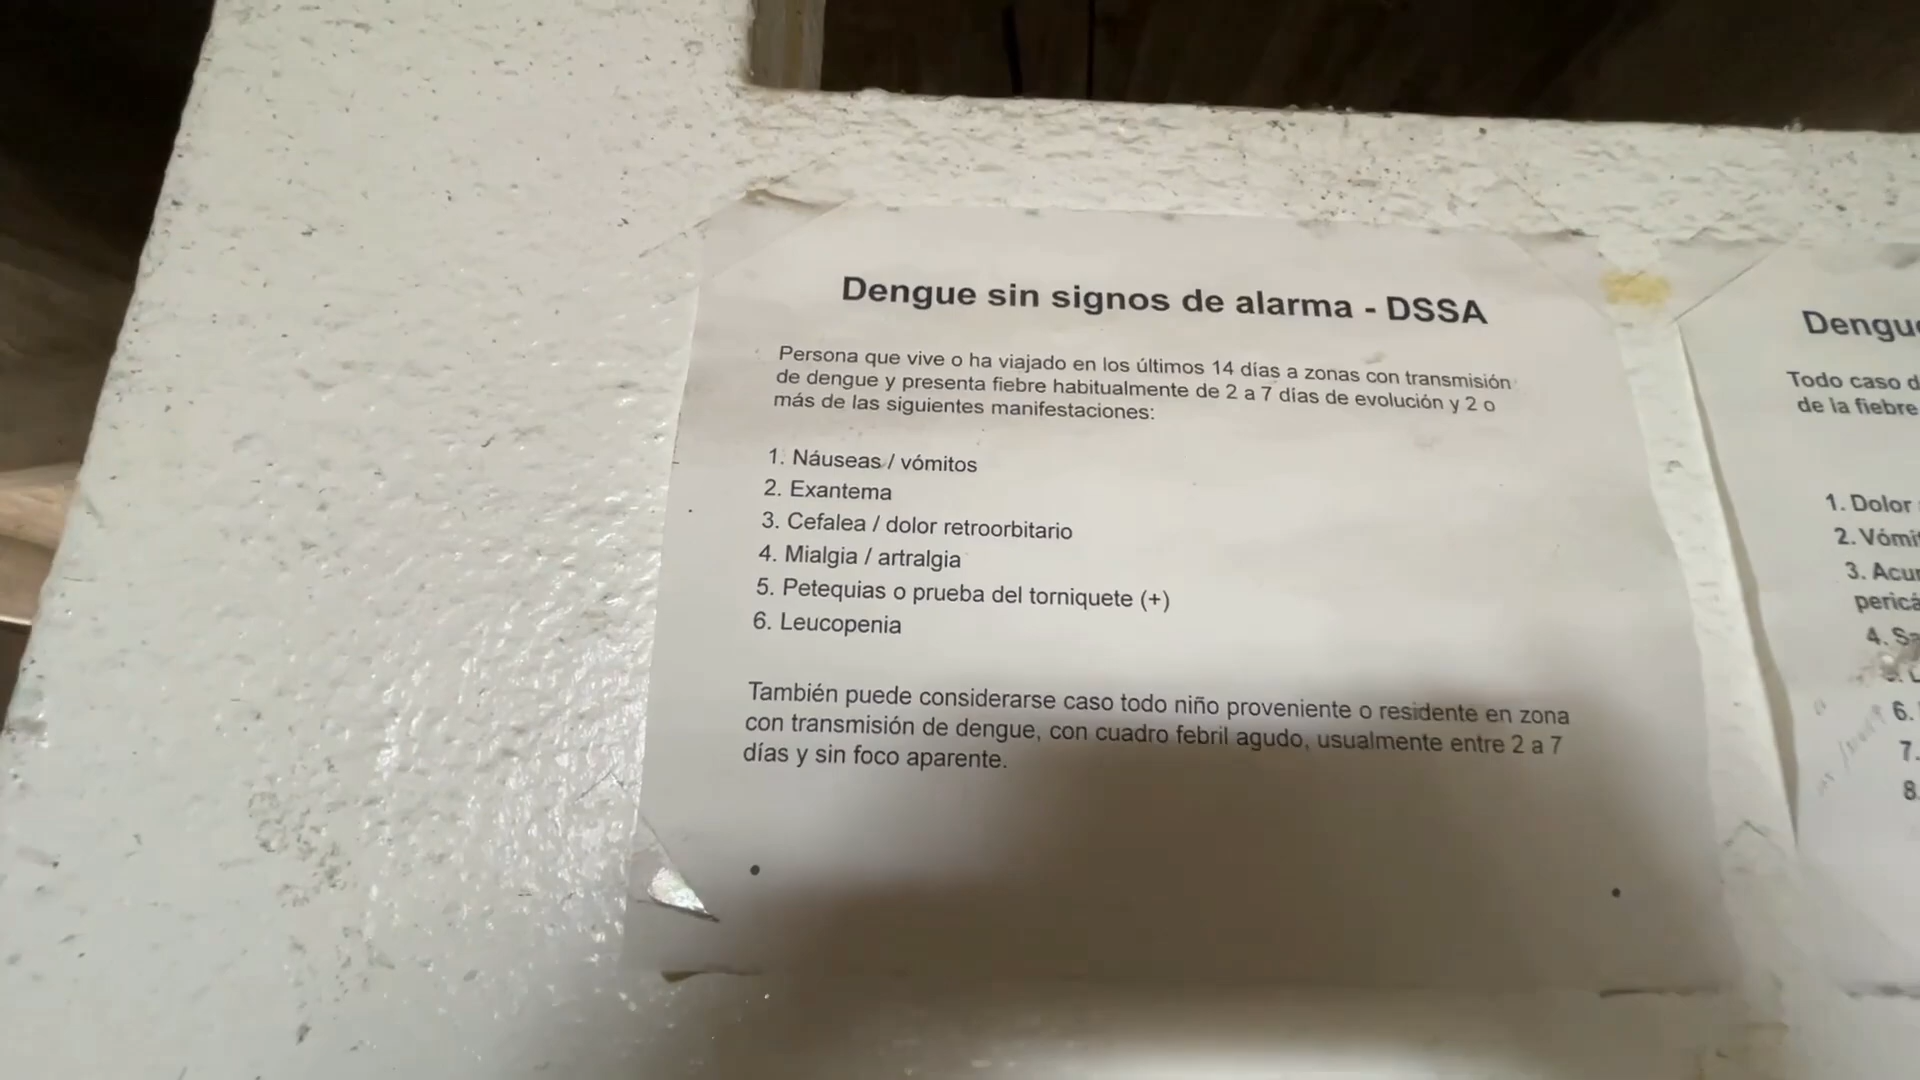 Dengue sin signos de alarma - DSSA
Persona que vive o ha viajado en los últimos 14 días a zonas con transmisión
de dengue y presenta fiebre habitualmente de 2 a 7 días de evolución y 2 o
más de las siguientes manifestaciones:
1. Náuseas / vómitos
2. Exantema
3. Cefalea / dolor retroorbitario
4. Mialgia / artralgia
5. Petequias o prueba del torniquete (+)
6. Leucopenia
También puede considerarse caso todo niño proveniente o residente en zona
con transmisión de dengue, con cuadro febril agudo, usualmente entre 2 a 7
días y sin foco aparente.
Todo caso
de la fiebre
1. Dolor
2.
3.
4.
6.
7.
8.